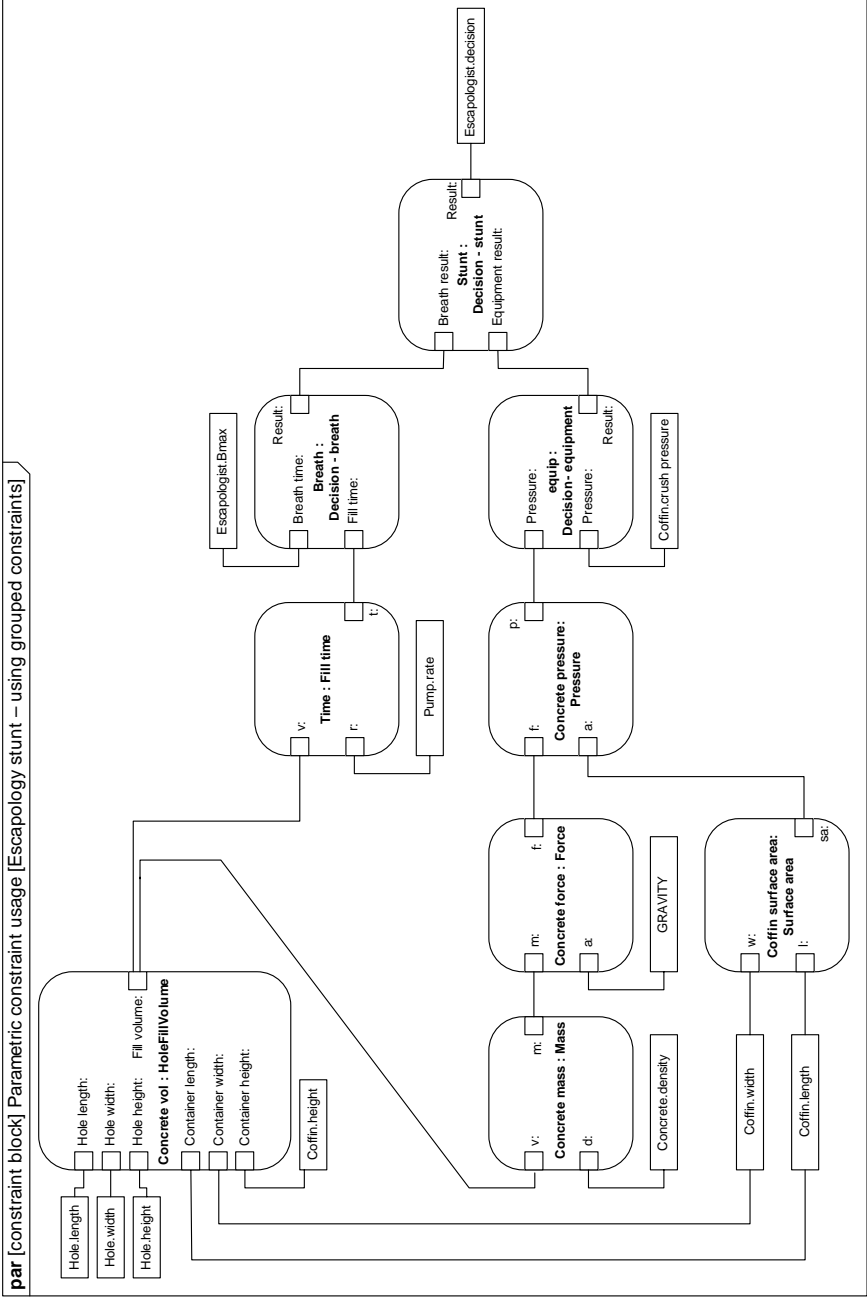 par [constraint block] Parametric constraint usage [Escapology stunt – using grouped constraints]
Hole.length
Hole.width
Hole.height
Hole length:
Hole width:
Hole height:
Fill volume:
Concrete vol : HoleFillVolume
Container length:
Container width:
Container height:
Coffin.height
v:
Time : Fill time
r:
t:
Pump.rate
Escapologist.Bmax
Result:
Breath time:
Breath :
Decision - breath
Fill time:
Breath result:
Result:
Stunt :
Decision - stunt
Equipment result:
Escapologist.decision
v:
m:
Concrete mass : Mass
d:
Concrete.density
m:
f:
Concrete force : Force
a:
GRAVITY
f:
p:
Concrete pressure:
Pressure
a:
Pressure:
equip :
Decision- equipment
Pressure:
Result:
Coffin.crush pressure
Coffin.width
Coffin.length
w:
Coffin surface area:
Surface area
l:
sa: